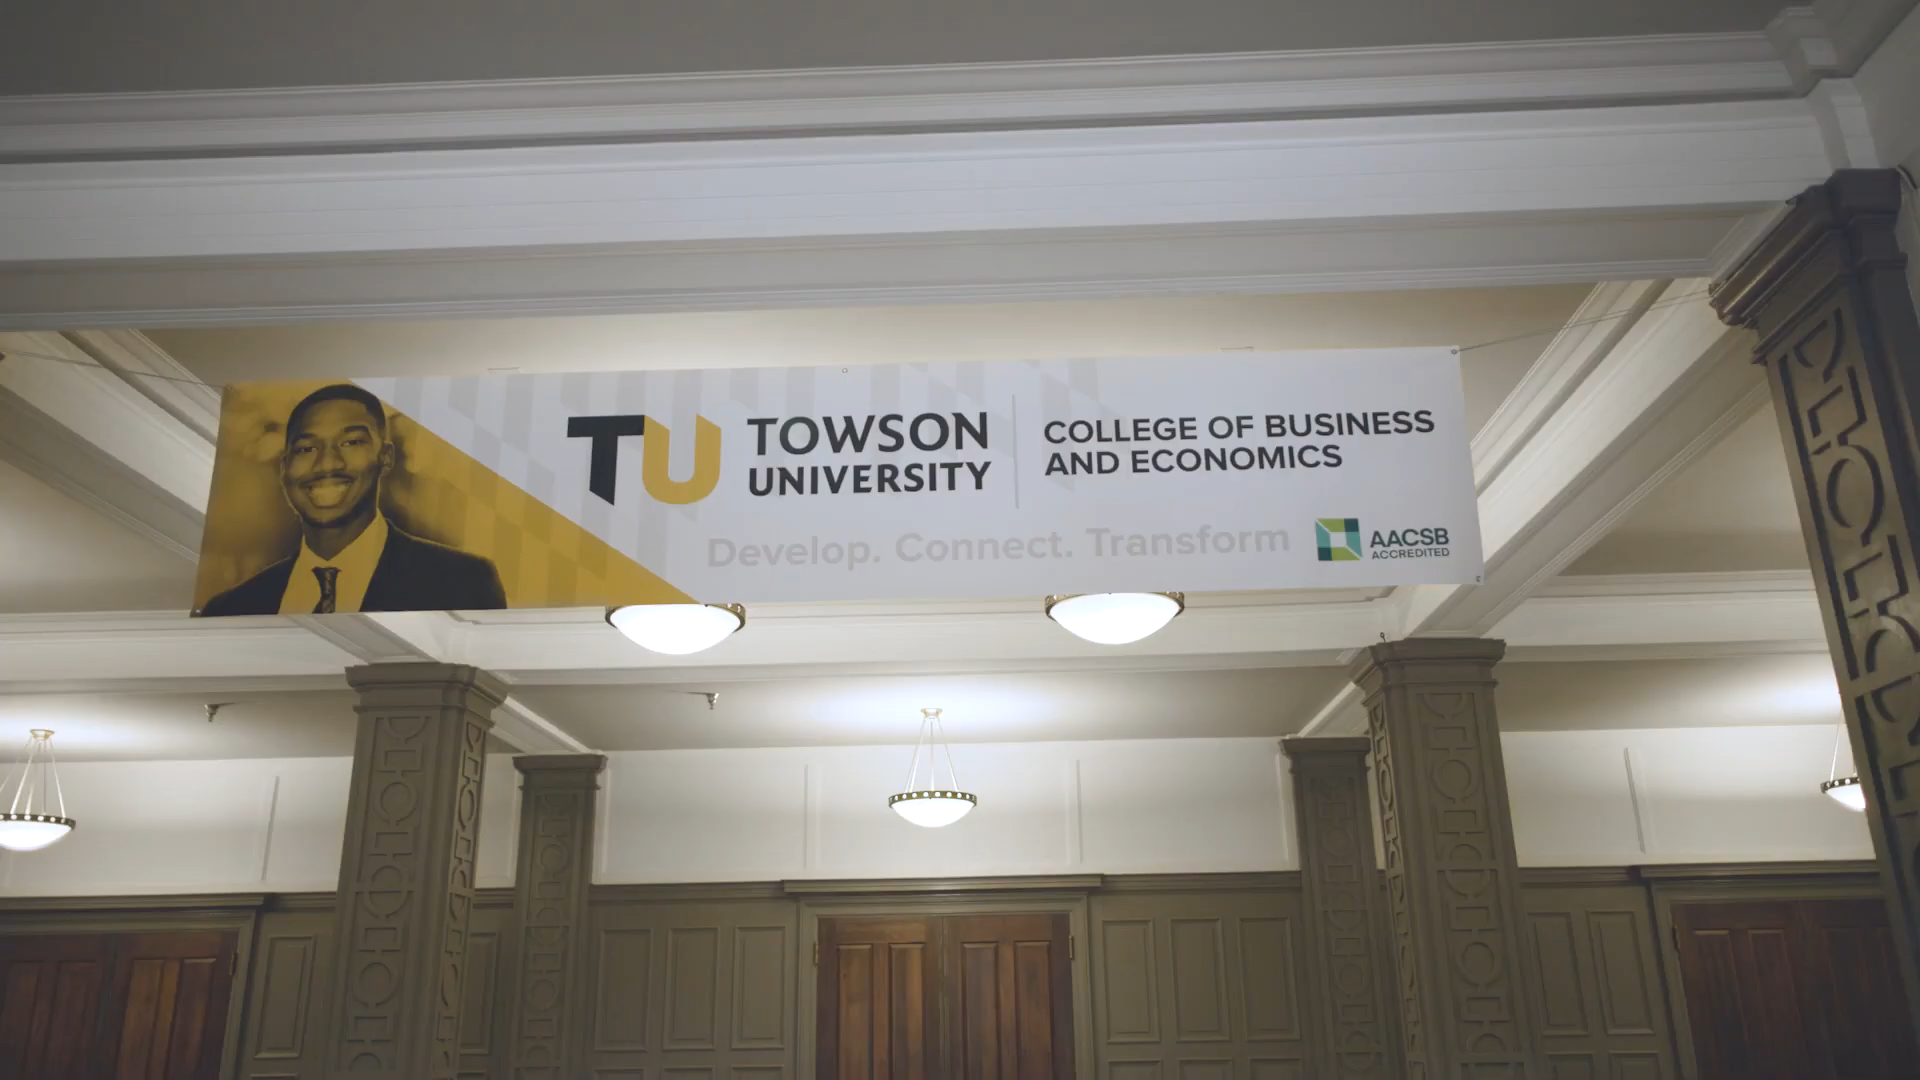 TU
TOWSON
UNIVERSITY
COLLEGE OF BUSINESS
AND ECONOMICS
Develop. Connect. Transform
AACSB
ACCREDITED